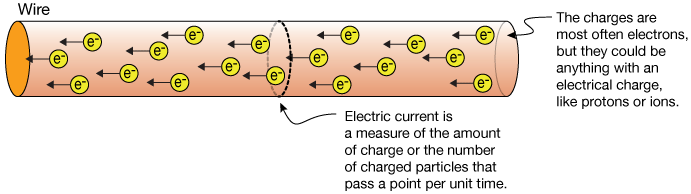 Wire
e- e- e- e- e- e- e- e- e- e- e- e- e- e- e- e- e-
The charges are
most often electrons,
but they could be
anything with an
electrical charge,
like protons or ions.
Electric current is
a measure of the amount
of charge or the number
of charged particles that
pass a point per unit time.